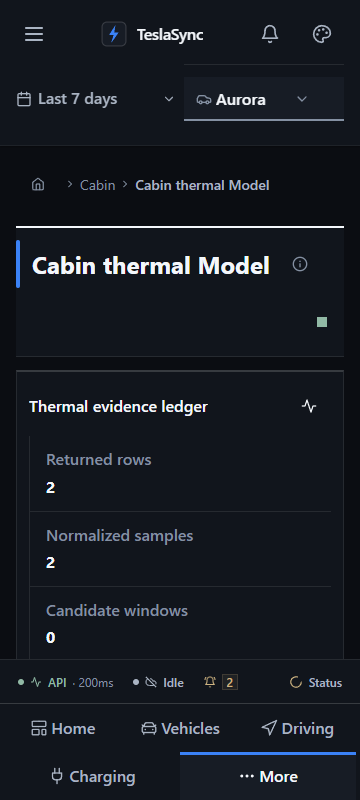 TeslaSync
Last 7 days
Aurora
Cabin
Cabin thermal Model
Cabin thermal Model
Thermal evidence ledger
Returned rows
2
Normalized samples
2
Candidate windows
0
API · 200ms
Idle
2
Status
Home
Vehicles
Driving
Charging
More